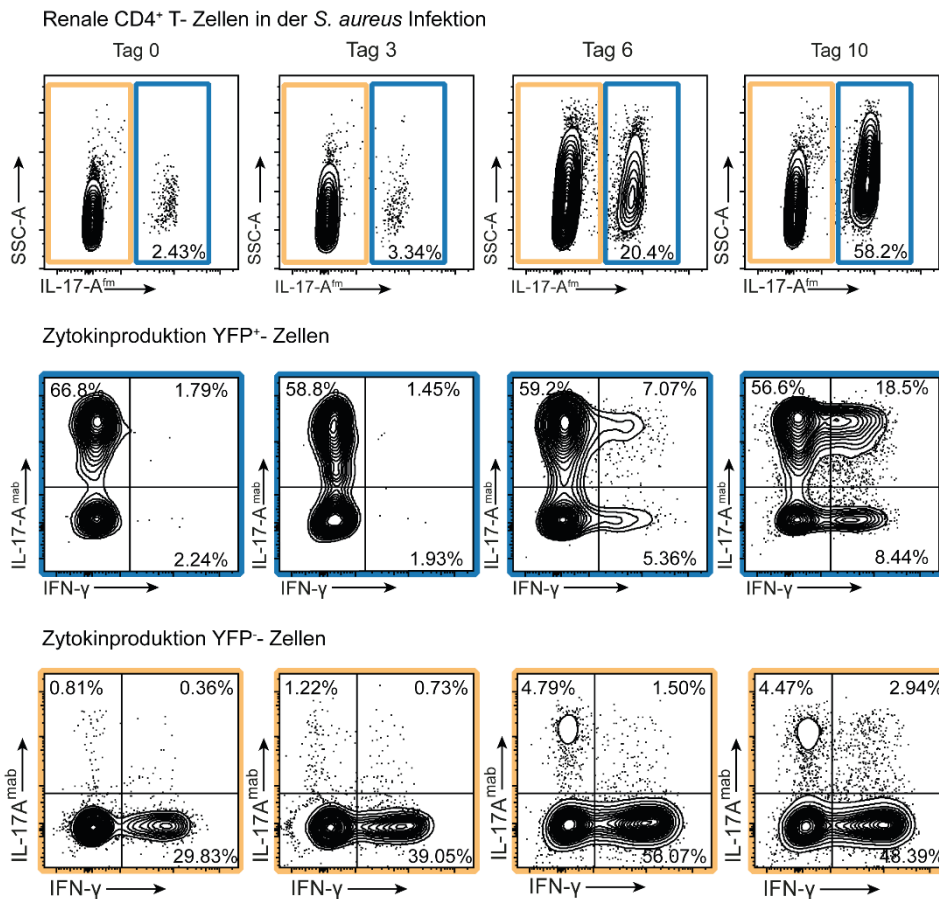 Renale CD4⁺ T- Zellen in der S. aureus Infektion
Tag 0 Tag 3 Tag 6 Tag 10
SSC-A SSC-A SSC-A SSC-A
2.43% 3.34% 20.4% 58.2%
IL-17-Aᶠᵐ IL-17-Aᶠᵐ IL-17-Aᶠᵐ IL-17-Aᶠᵐ
Zytokinproduktion YFP⁺- Zellen
66.8% 1.79% 58.8% 1.45% 59.2% 7.07% 56.6% 18.5%
IL-17-Aᵐᵃᵇ IL-17-Aᵐᵃᵇ IL-17-Aᵐᵃᵇ IL-17-Aᵐᵃᵇ
2.24% 1.93% 5.36% 8.44%
IFN-γ IFN-γ IFN-γ IFN-γ
Zytokinproduktion YFP⁻- Zellen
0.81% 0.36% 1.22% 0.73% 4.79% 1.50% 4.47% 2.94%
IL-17Aᵐᵃᵇ IL-17Aᵐᵃᵇ IL-17Aᵐᵃᵇ IL-17Aᵐᵃᵇ
29.83% 39.05% 56.07% 48.39%
IFN-γ IFN-γ IFN-γ IFN-γ